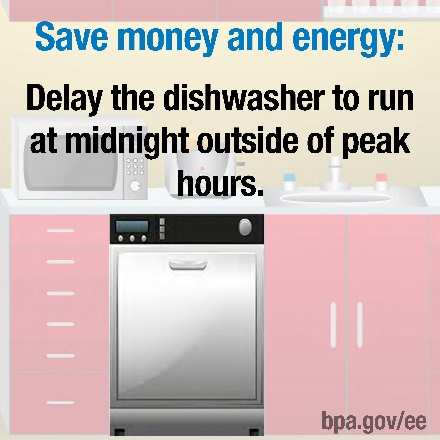 Save money and energy:
Delay the dishwasher to run
at midnight outside of peak
hours.
bpa.gov/ee